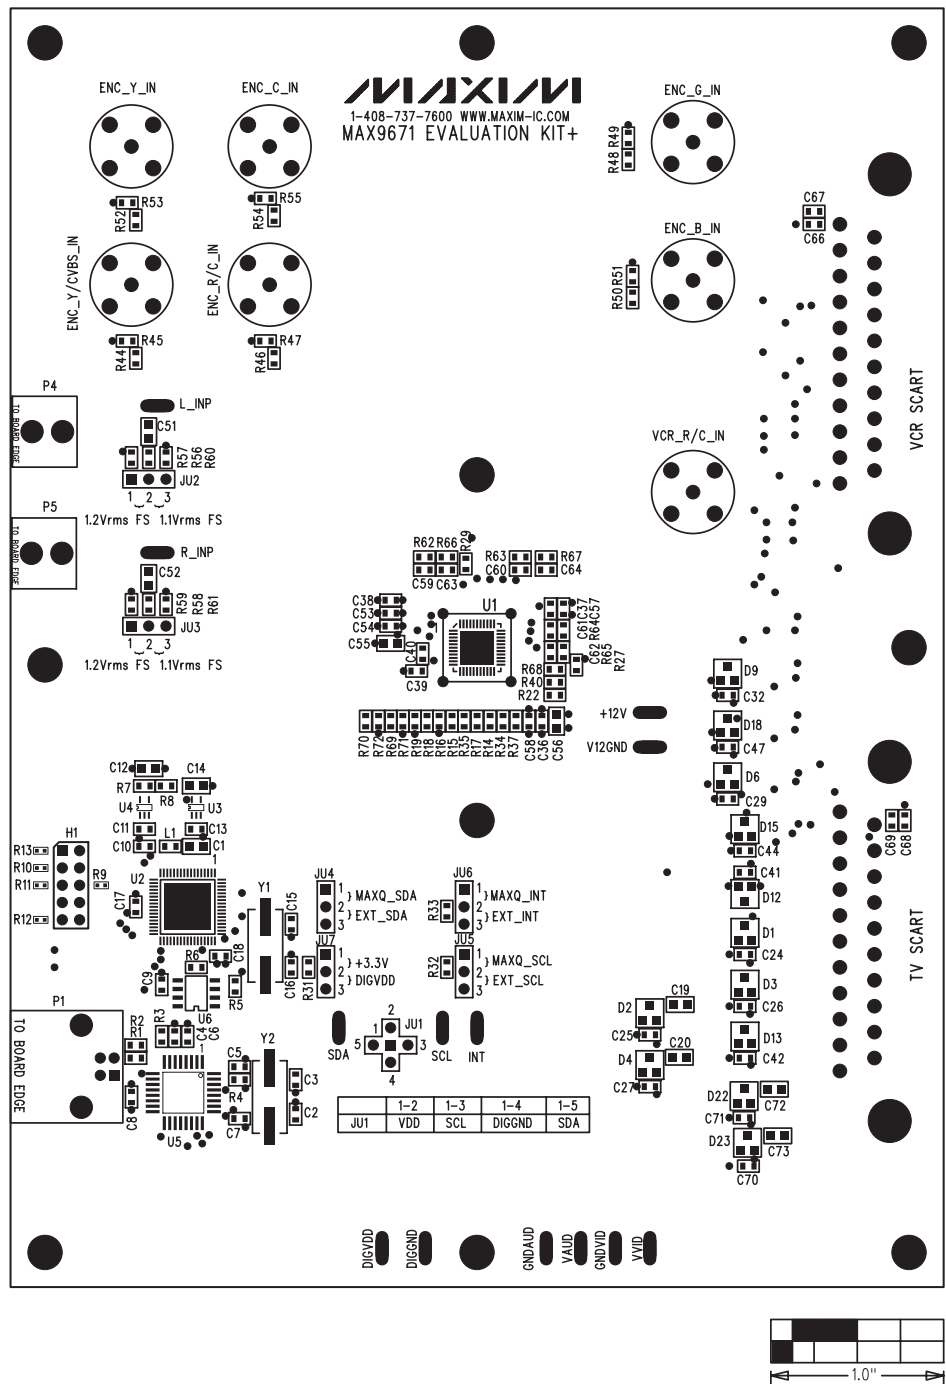 ENC_Y_IN
ENC_C_IN
MAXIM
1-408-737-7600 WWW.MAXIM-IC.COM
MAX9671 EVALUATION KIT+
ENC_G_IN
R49
R48
R53
R52
R55
R54
C67
C66
ENC_Y/CVBS_IN
ENC_R/C_IN
ENC_B_IN
R51
R50
R45
R44
R47
R46
VCR SCART
P4
TO BOARD EDGE
L_INP
C51
R57
R56
R60
JU2
1 2 3
1.2Vrms FS 1.1Vrms FS
VCR_R/C_IN
P5
TO BOARD EDGE
R_INP
C52
R59
R58
R61
JU3
1 2 3
1.2Vrms FS 1.1Vrms FS
R62 R66
R29
R63
C60
R67
C64
C59 C63
C38
C53
C54
C55
C40
C39
U1
1
C37
C57
C61
R64
C62
R65
R27
R68
R40
R22
+12V
V12GND
R70
R72
R69
R71
R19
R18
R16
R15
R35
R17
R14
R34
R37
C58
C36
C56
D9
C32
D18
C47
D6
C29
D15
C44
C41
D12
D1
C24
D3
C26
D13
C42
D22
C72
C71
D23
C73
C70
C69
C68
TV SCART
C12
C14
R7
R8
U4
U3
C11
C13
C10
L1
C1
1
H1
R13
R10
R11
R12
R9
U2
C17
Y1
C15
C18
R6
C9
U6
R5
C16
R31
JU4
1
2
3
MAXQ_SDA
EXT_SDA
JU7
1
2
3
+3.3V
DIGVDD
JU6
1
2
3
MAXQ_INT
EXT_INT
R33
JU5
1
2
3
MAXQ_SCL
EXT_SCL
R32
P1
TO BOARD EDGE
R2
R1
R3
C4
C6
1
C8
U5
C5
R4
C7
Y2
C3
C2
SDA
2
1
JU1
5
3
4
SCL
INT
D2
C19
C25
D4
C20
C27
1-2 1-3 1-4 1-5
JU1 VDD SCL DIGGND SDA
DIGVDD
DIGGND
GNDAUD
VAUD
GNDVID
VVID
1.0"